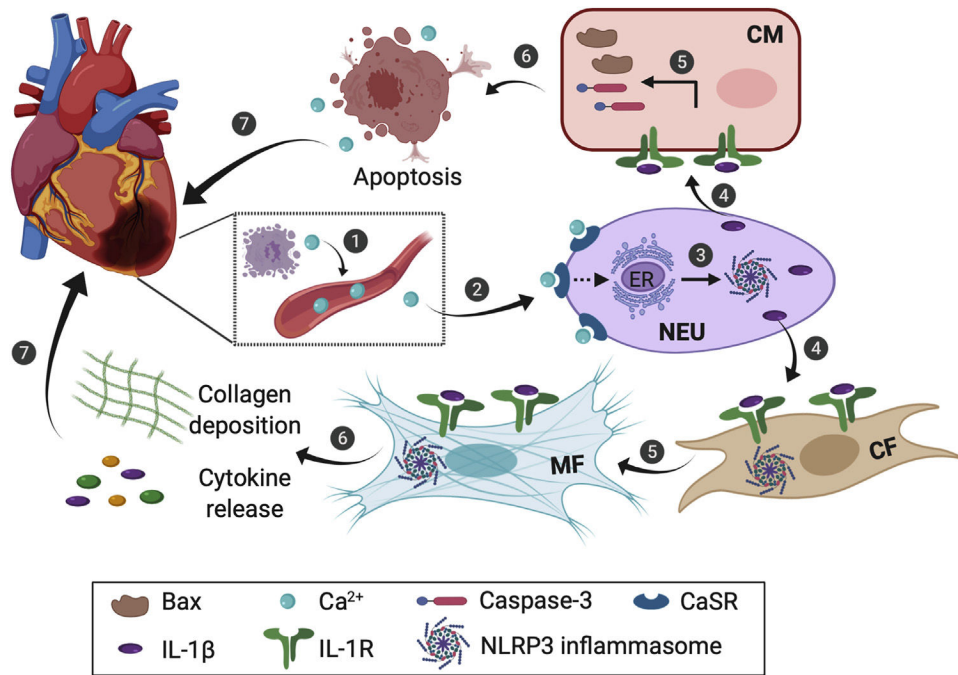 CM
5
6
7
Apoptosis
4
1
2
3
ER
NEU
4
7
Collagen
deposition
6
MF
5
CF
Cytokine
release
Bax
Ca²⁺
Caspase-3
CaSR
IL-1β
IL-1R
NLRP3 inflammasome